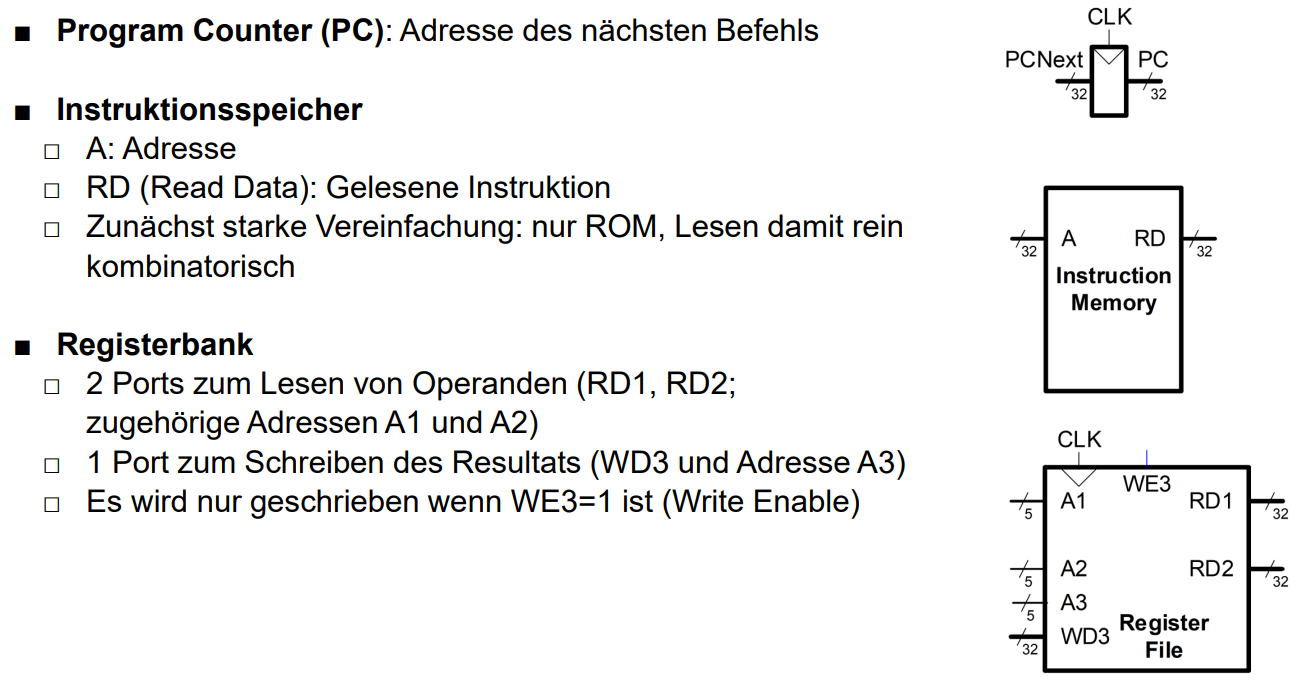 ■ Program Counter (PC): Adresse des nächsten Befehls
CLK
PCNext
PC
32
32
■ Instruktionsspeicher
□ A: Adresse
□ RD (Read Data): Gelesene Instruktion
□ Zunächst starke Vereinfachung: nur ROM, Lesen damit rein
kombinatorisch
A
RD
32
32
Instruction
Memory
■ Registerbank
□ 2 Ports zum Lesen von Operanden (RD1, RD2;
zugehörige Adressen A1 und A2)
□ 1 Port zum Schreiben des Resultats (WD3 und Adresse A3)
□ Es wird nur geschrieben wenn WE3=1 ist (Write Enable)
CLK
WE3
A1
RD1
5
32
A2
RD2
5
32
A3
5
WD3
32
Register
File